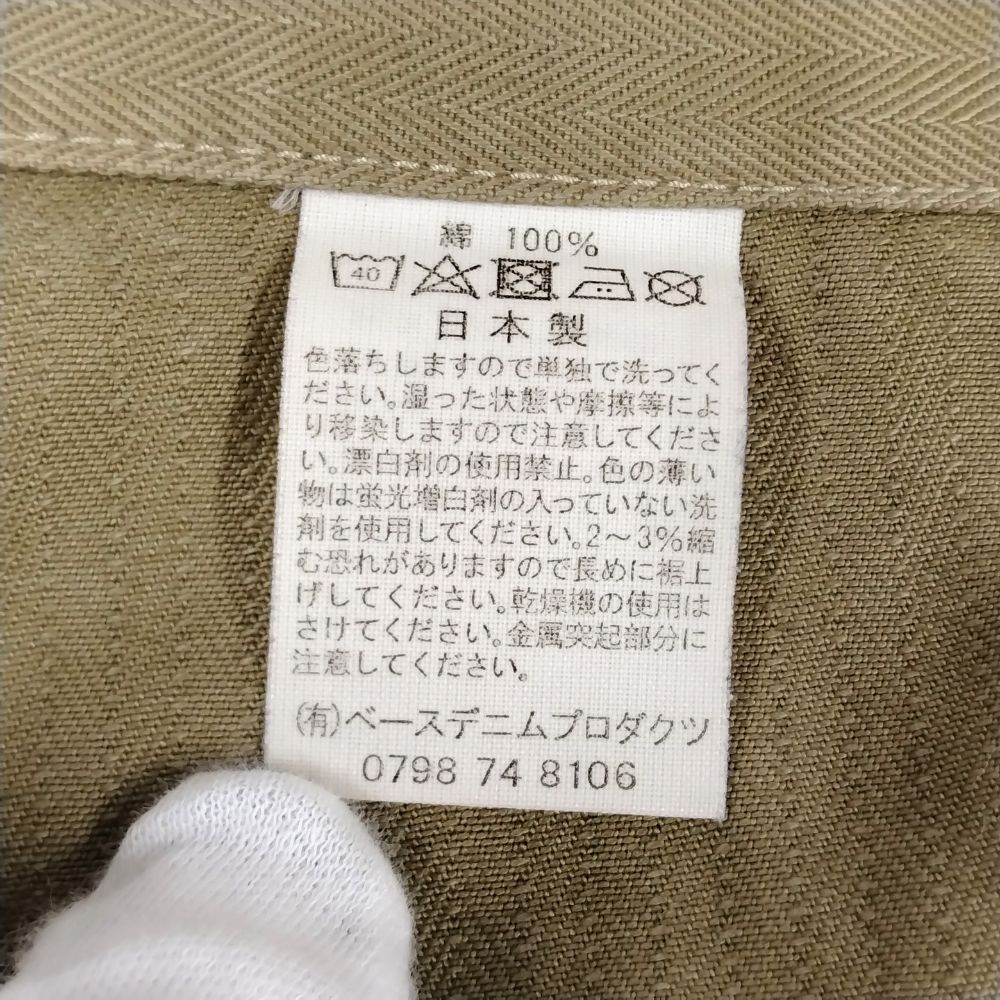 綿 100%
40
日本製
色落ちしますので単独で洗ってく
ださい。湿った状態や摩擦等によ
り移染しますので注意してくださ
い。漂白剤の使用禁止。色の薄い
物は蛍光増白剤の入っていない洗
剤を使用してください。2～3%縮
む恐れがありますので長めに裾上
げしてください。乾燥機の使用は
さけてください。金属突起部分に
注意してください。
(有)ベースデニムプロダクツ
0798 74 8106